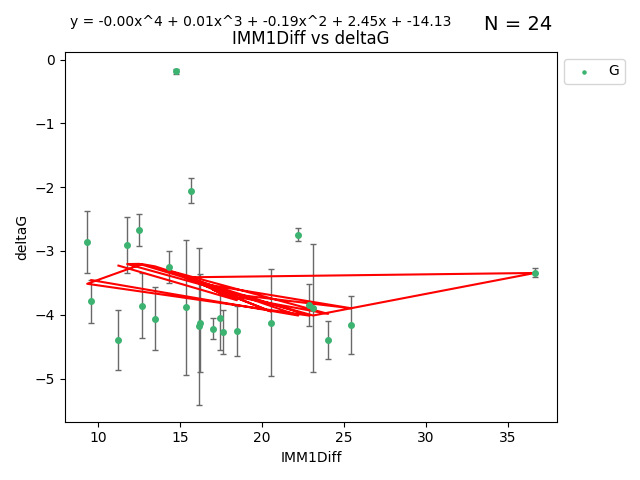 y = -0.00x^4 + 0.01x^3 + -0.19x^2 + 2.45x + -14.13
N = 24
IMM1Diff vs deltaG
G
0
−1
−2
−3
−4
−5
deltaG
10 15 20 25 30 35
IMM1Diff